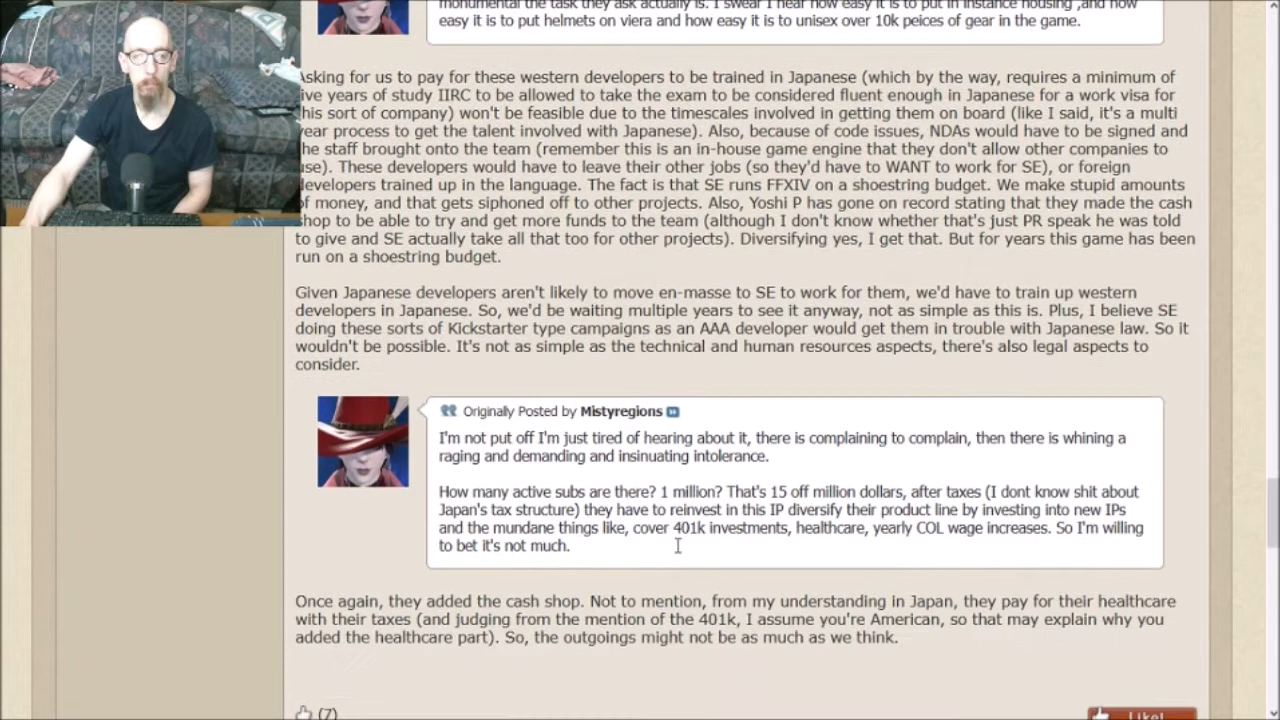 monumental the task they ask actually is. I swear I hear how easy it is to put in instance housing ,and how
easy it is to put helmets on viera and how easy it is to unisex over 10k peices of gear in the game.
Asking for us to pay for these western developers to be trained in Japanese (which by the way, requires a minimum of
five years of study IIRC to be allowed to take the exam to be considered fluent enough in Japanese for a work visa for
this sort of company) won't be feasible due to the timescales involved in getting them on board (like I said, it's a multi
year process to get the talent involved with Japanese). Also, because of code issues, NDAs would have to be signed and
the staff brought onto the team (remember this is an in-house game engine that they don't allow other companies to
use). These developers would have to leave their other jobs (so they'd have to WANT to work for SE), or foreign
developers trained up in the language. The fact is that SE runs FFXIV on a shoestring budget. We make stupid amounts
of money, and that gets siphoned off to other projects. Also, Yoshi P has gone on record stating that they made the cash
shop to be able to try and get more funds to the team (although I don't know whether that's just PR speak he was told
to give and SE actually take all that too for other projects). Diversifying yes, I get that. But for years this game has been
run on a shoestring budget.
Given Japanese developers aren't likely to move en-masse to SE to work for them, we'd have to train up western
developers in Japanese. So, we'd be waiting multiple years to see it anyway, not as simple as this is. Plus, I believe SE
doing these sorts of Kickstarter type campaigns as an AAA developer would get them in trouble with Japanese law. So it
wouldn't be possible. It's not as simple as the technical and human resources aspects, there's also legal aspects to
consider.
Originally Posted by Mistyregions
I'm not put off I'm just tired of hearing about it, there is complaining to complain, then there is whining a
raging and demanding and insinuating intolerance.
How many active subs are there? 1 million? That's 15 off million dollars, after taxes (I dont know shit about
Japan's tax structure) they have to reinvest in this IP diversify their product line by investing into new IPs
and the mundane things like, cover 401k investments, healthcare, yearly COL wage increases. So I'm willing
to bet it's not much.
Once again, they added the cash shop. Not to mention, from my understanding in Japan, they pay for their healthcare
with their taxes (and judging from the mention of the 401k, I assume you're American, so that may explain why you
added the healthcare part). So, the outgoings might not be as much as we think.
(7)
Like!